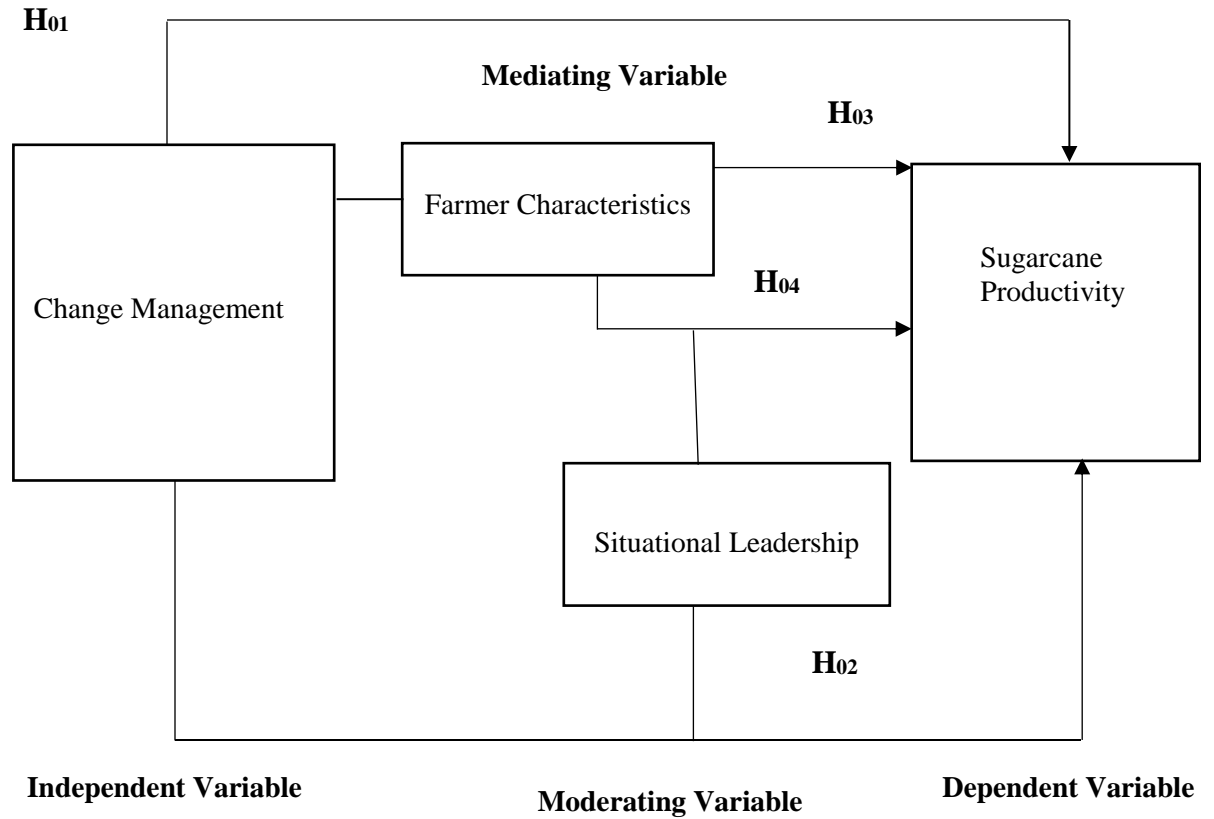 H01
Mediating Variable
H03
Farmer Characteristics
Sugarcane
Productivity
H04
Change Management
Situational Leadership
H02
Independent Variable
Moderating Variable
Dependent Variable